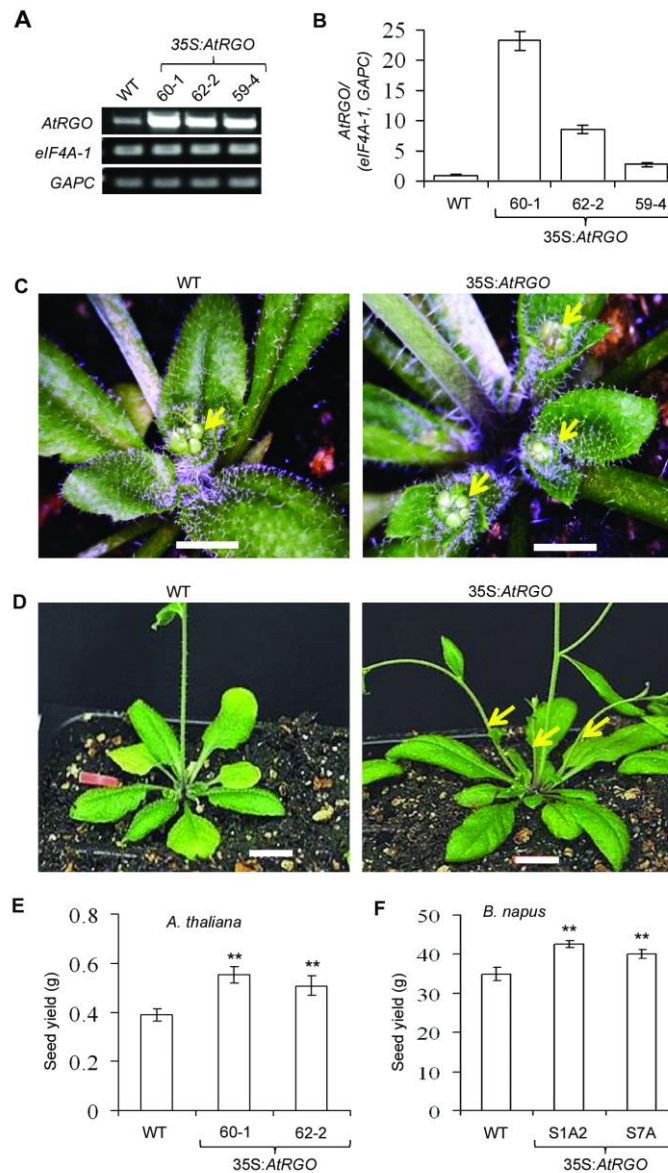 A
35S:AtRGO
WT 60-1 62-2 59-4
AtRGO
eIF4A-1
GAPC
B
AtRGO/
(eIF4A-1, GAPC)
25
20
15
10
5
0
WT 60-1 62-2 59-4
35S:AtRGO
C
WT 35S:AtRGO
D
WT 35S:AtRGO
E
A. thaliana
Seed yield (g)
0.8
0.6
0.4
0.2
0
** **
WT 60-1 62-2
35S:AtRGO
F
B. napus
Seed yield (g)
50
40
30
20
10
0
** **
WT S1A2 S7A
35S:AtRGO